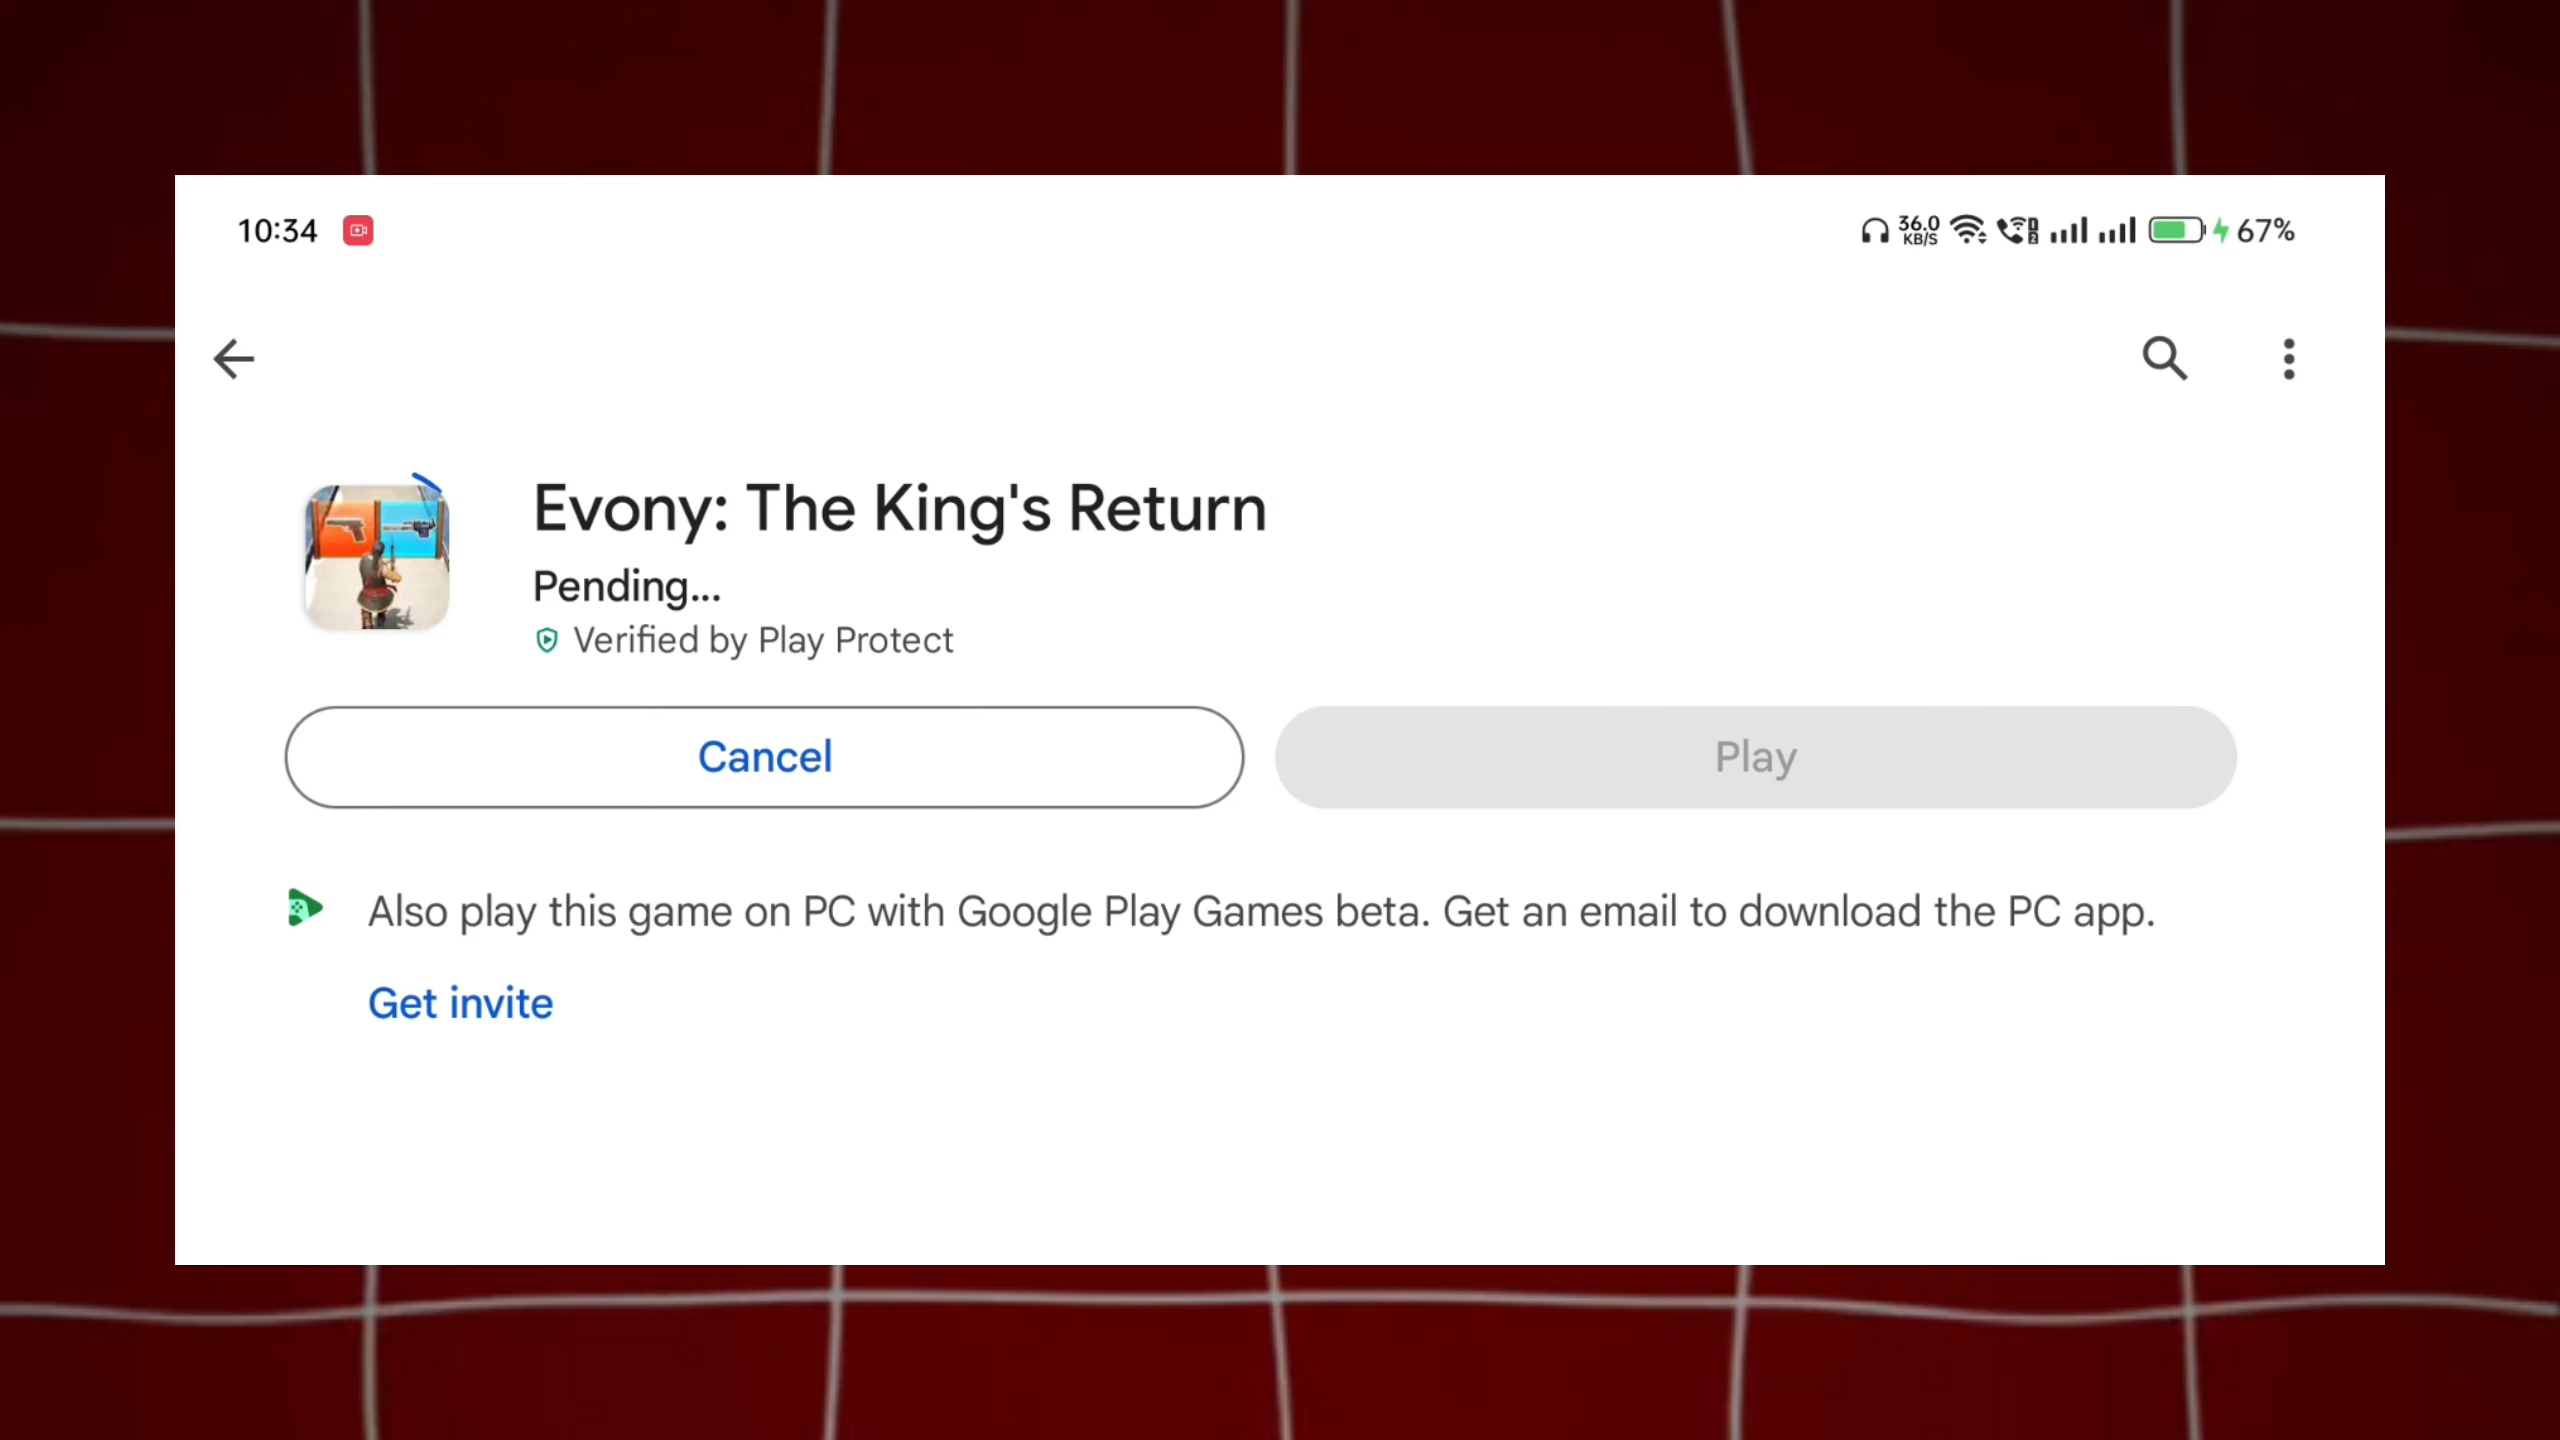 10:34
36.0
KB/S
67%
Evony: The King's Return
Pending...
Verified by Play Protect
Cancel
Play
Also play this game on PC with Google Play Games beta. Get an email to download the PC app.
Get invite